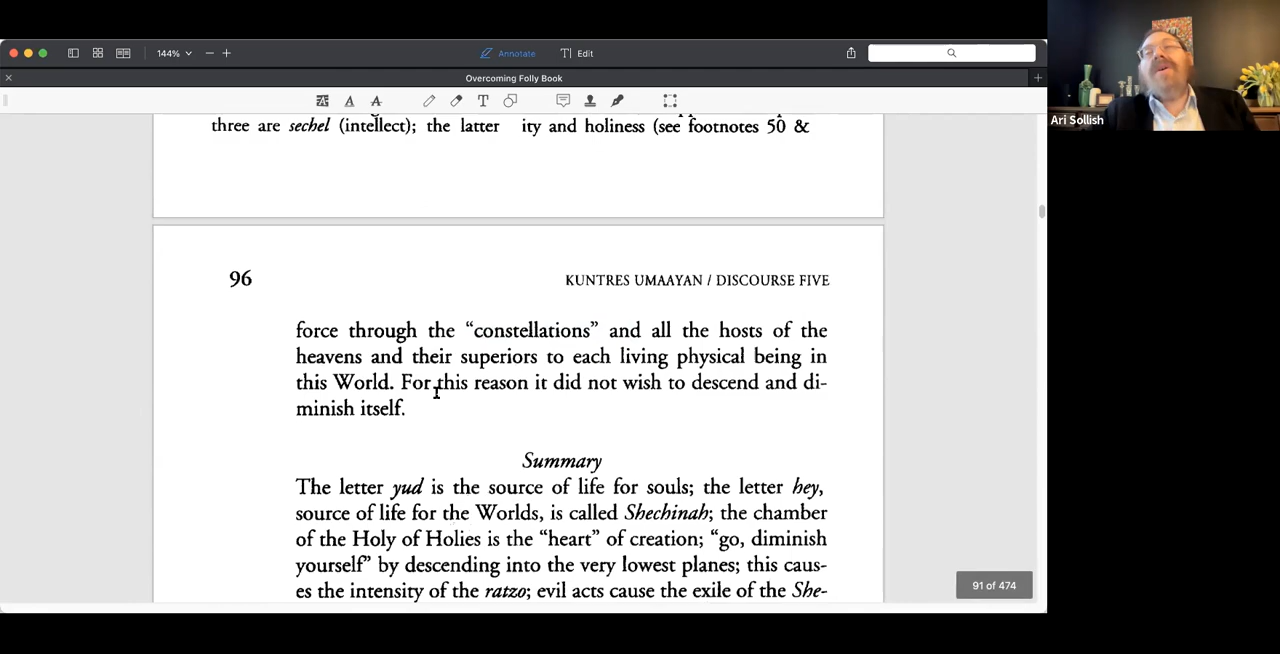 144%
Annotate
Edit
Overcoming Folly Book
three are sechel (intellect); the latter ity and holiness (see footnotes 50 &
96
KUNTRES UMAAYAN / DISCOURSE FIVE
force through the “constellations” and all the hosts of the
heavens and their superiors to each living physical being in
this World. For this reason it did not wish to descend and di-
minish itself.
Summary
The letter yud is the source of life for souls; the letter hey,
source of life for the Worlds, is called Shechinah; the chamber
of the Holy of Holies is the “heart” of creation; “go, diminish
yourself” by descending into the very lowest planes; this caus-
es the intensity of the ratzo; evil acts cause the exile of the She-
91 of 474
Ari Sollish